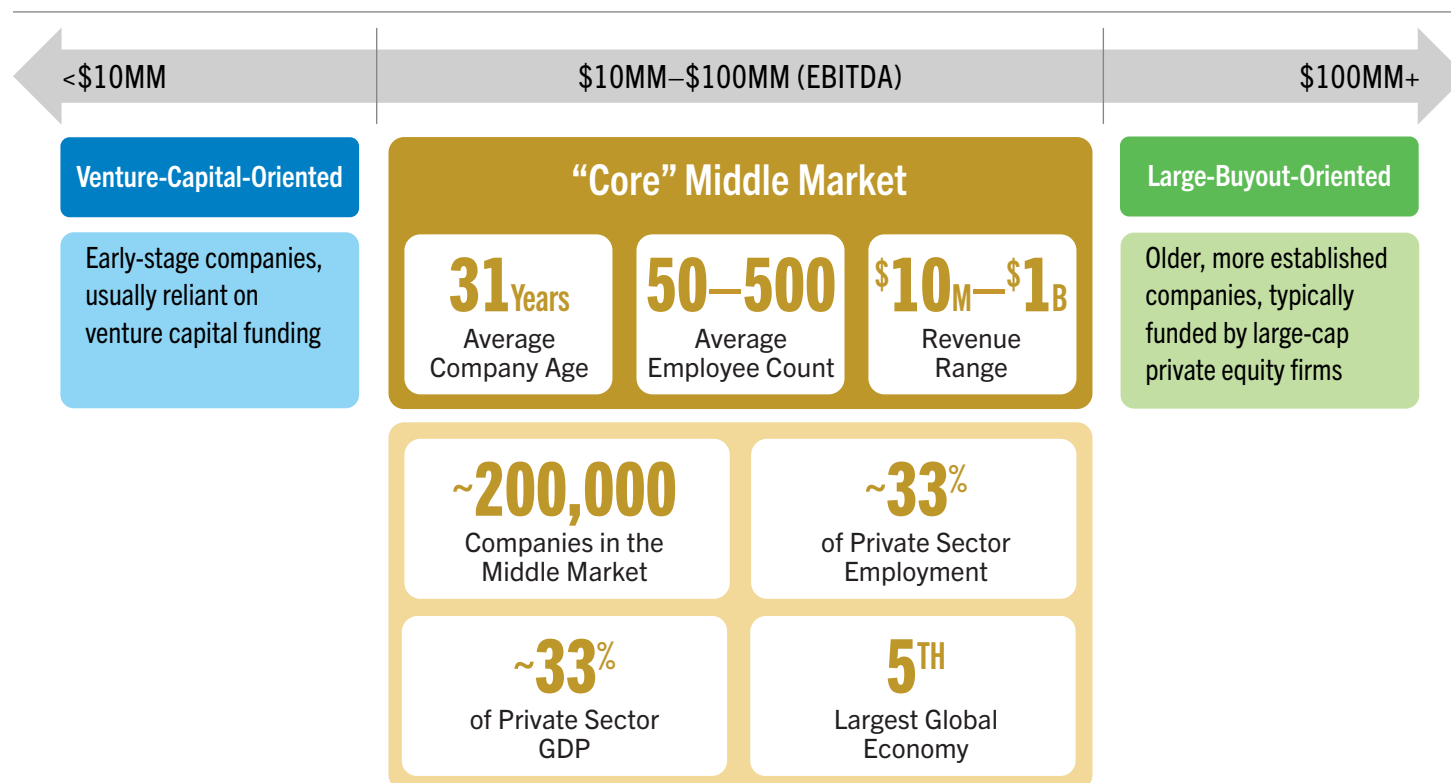 <$10MM
$10MM–$100MM (EBITDA)
$100MM+
Venture-Capital-Oriented
Early-stage companies,
usually reliant on
venture capital funding
“Core” Middle Market
31 Years
Average
Company Age
50–500
Average
Employee Count
$10M–$1B
Revenue
Range
Large-Buyout-Oriented
Older, more established
companies, typically
funded by large-cap
private equity firms
~200,000
Companies in the
Middle Market
~33%
of Private Sector
Employment
~33%
of Private Sector
GDP
5TH
Largest Global
Economy